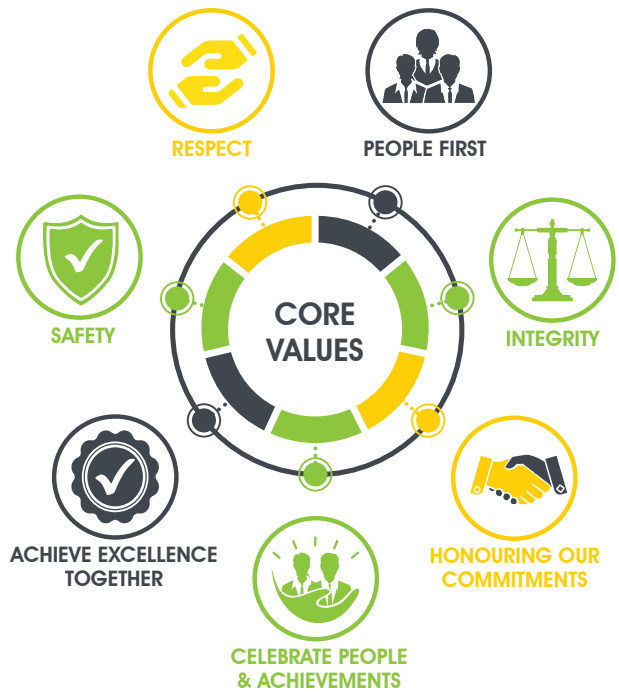 RESPECT
PEOPLE FIRST
SAFETY
CORE
VALUES
INTEGRITY
ACHIEVE EXCELLENCE
TOGETHER
HONOURING OUR
COMMITMENTS
CELEBRATE PEOPLE
& ACHIEVEMENTS